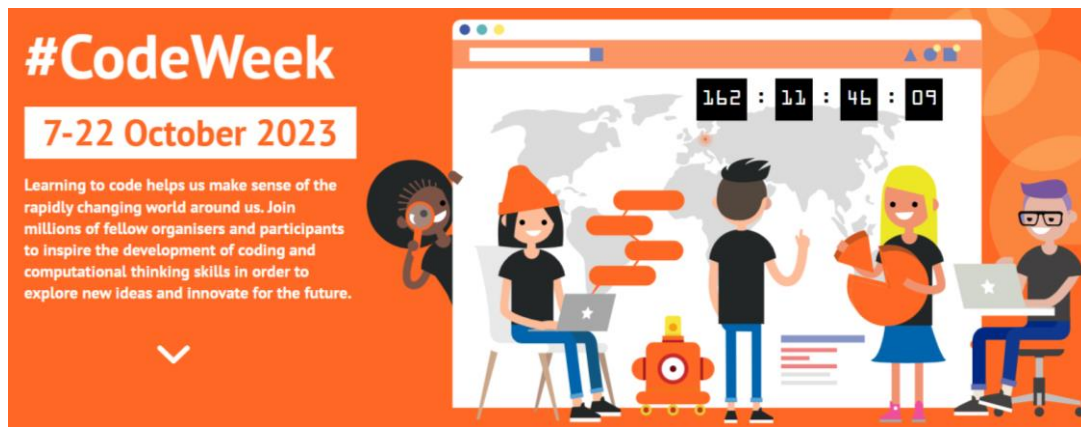 #CodeWeek
7-22 October 2023
Learning to code helps us make sense of the
rapidly changing world around us. Join
millions of fellow organisers and participants
to inspire the development of coding and
computational thinking skills in order to
explore new ideas and innovate for the future.
162 : 11 : 46 : 09